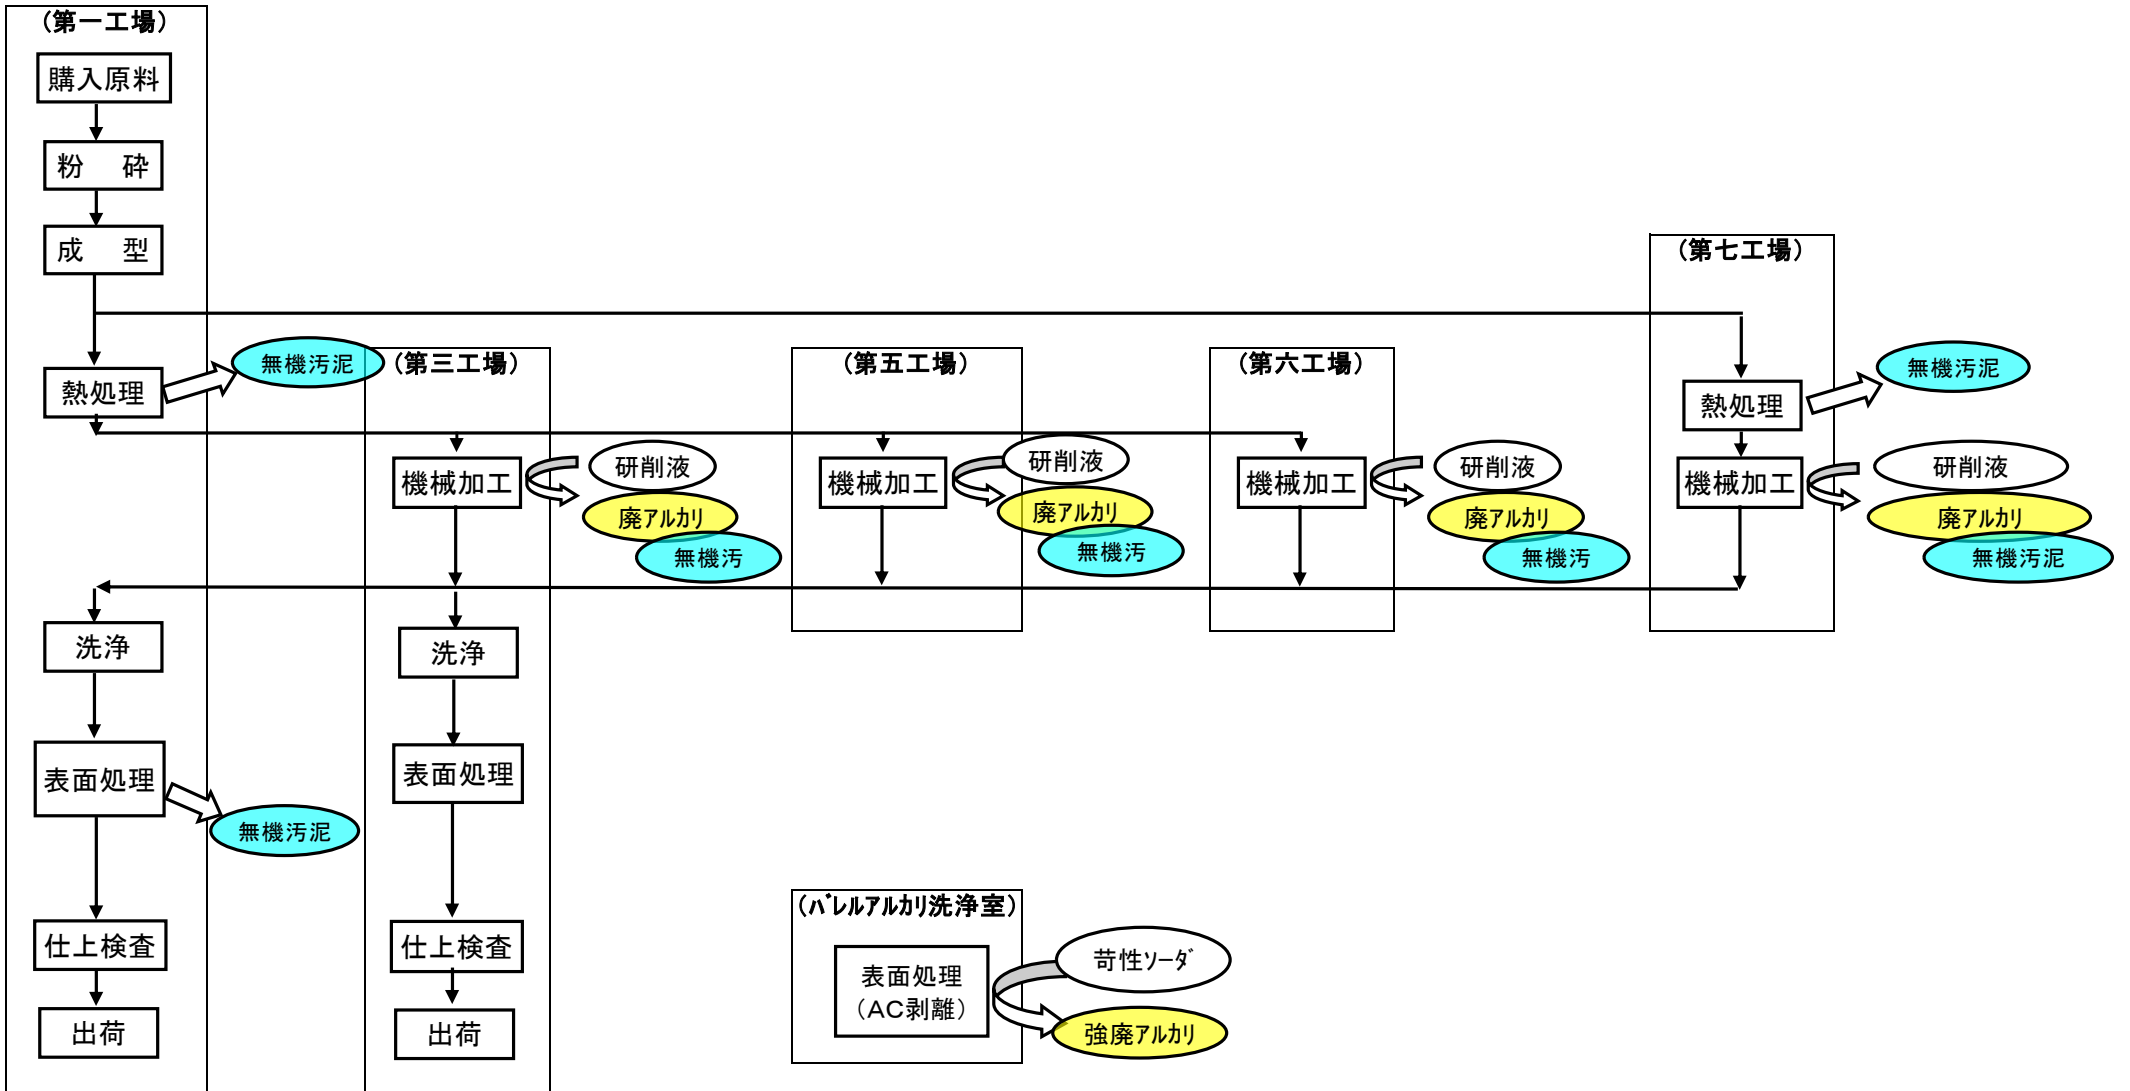 （第一工場）
購入原料
粉　砕
成　型
熱処理
無機汚泥
洗浄
表面処理
無機汚泥
仕上検査
出荷
（第三工場）
機械加工
研削液
廃ｱﾙｶﾘ
無機汚
洗浄
表面処理
仕上検査
出荷
（第五工場）
機械加工
研削液
廃ｱﾙｶﾘ
無機汚
（第六工場）
機械加工
研削液
廃ｱﾙｶﾘ
無機汚
（第七工場）
熱処理
無機汚泥
機械加工
研削液
廃ｱﾙｶﾘ
無機汚泥
（ﾊﾞﾚﾙｱﾙｶﾘ洗浄室）
表面処理
（AC剥離）
苛性ｿｰﾀﾞ
強廃ｱﾙｶﾘ